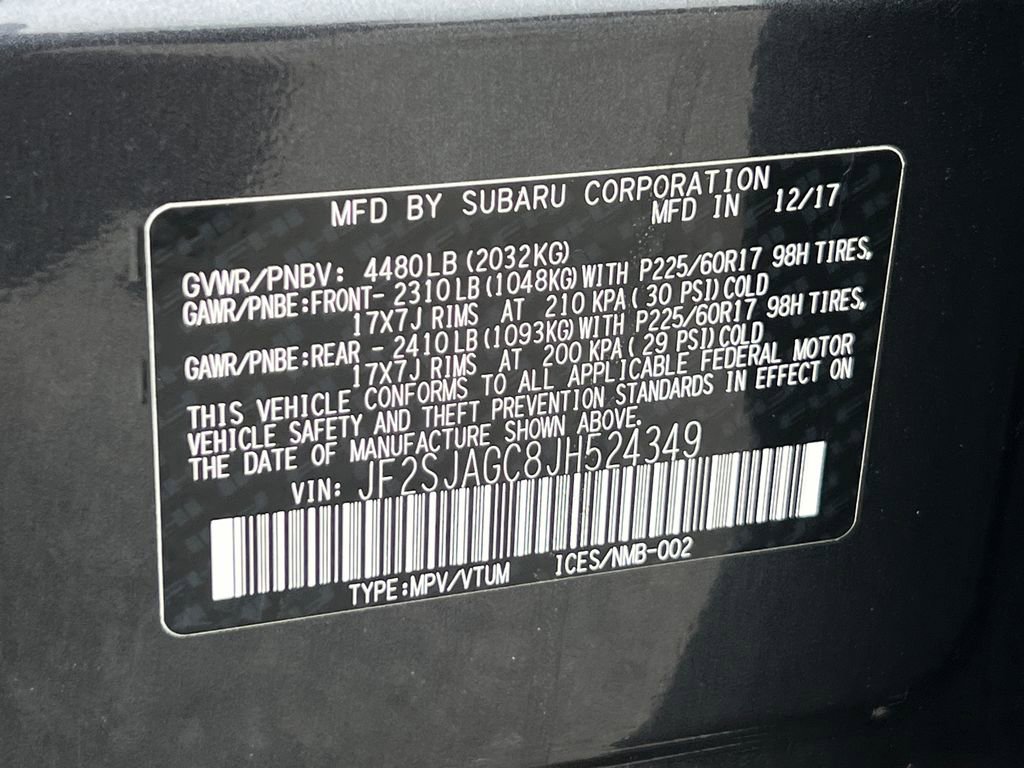 MFD BY SUBARU CORPORATION
MFD IN 12/17
GVWR/PNBV: 4480LB (2032KG)
GAWR/PNBE:FRONT- 2310LB (1048KG) WITH P225/60R17 98H TIRES,
17X7J RIMS AT 210 KPA ( 30 PSI) COLD
GAWR/PNBE:REAR - 2410LB (1093KG) WITH P225/60R17 98H TIRES,
17X7J RIMS AT 200 KPA ( 29 PSI) COLD
THIS VEHICLE CONFORMS TO ALL APPLICABLE FEDERAL MOTOR
VEHICLE SAFETY AND THEFT PREVENTION STANDARDS IN EFFECT ON
THE DATE OF MANUFACTURE SHOWN ABOVE.
VIN: JF2SJAGC8JH524349
TYPE:MPV/VTUM ICES/NMB-002